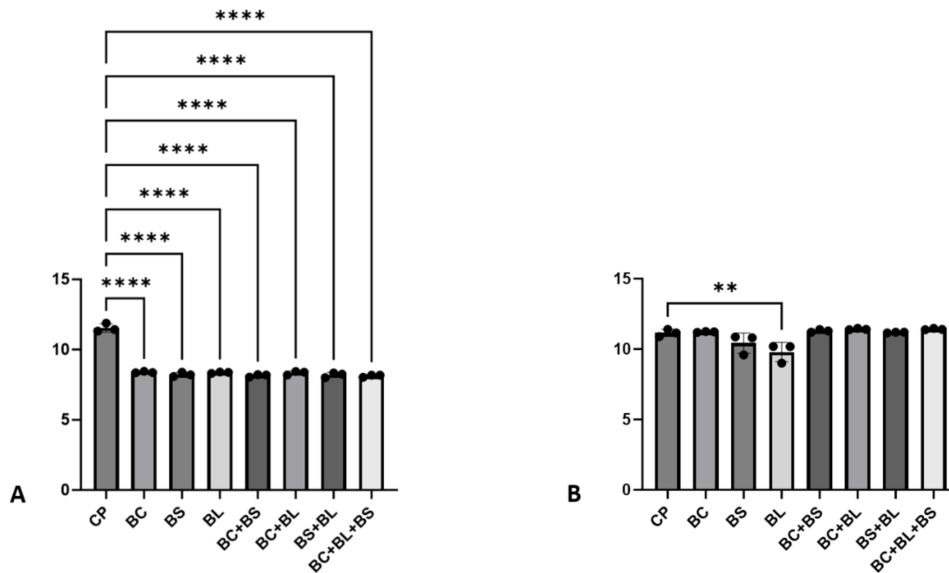 ****
****
****
****
****
****
****
15
10
5
0
A
CP
BC
BS
BL
BC+BS
BC+BL
BS+BL
BC+BL+BS
**
15
10
5
0
B
CP
BC
BS
BL
BC+BS
BC+BL
BS+BL
BC+BL+BS